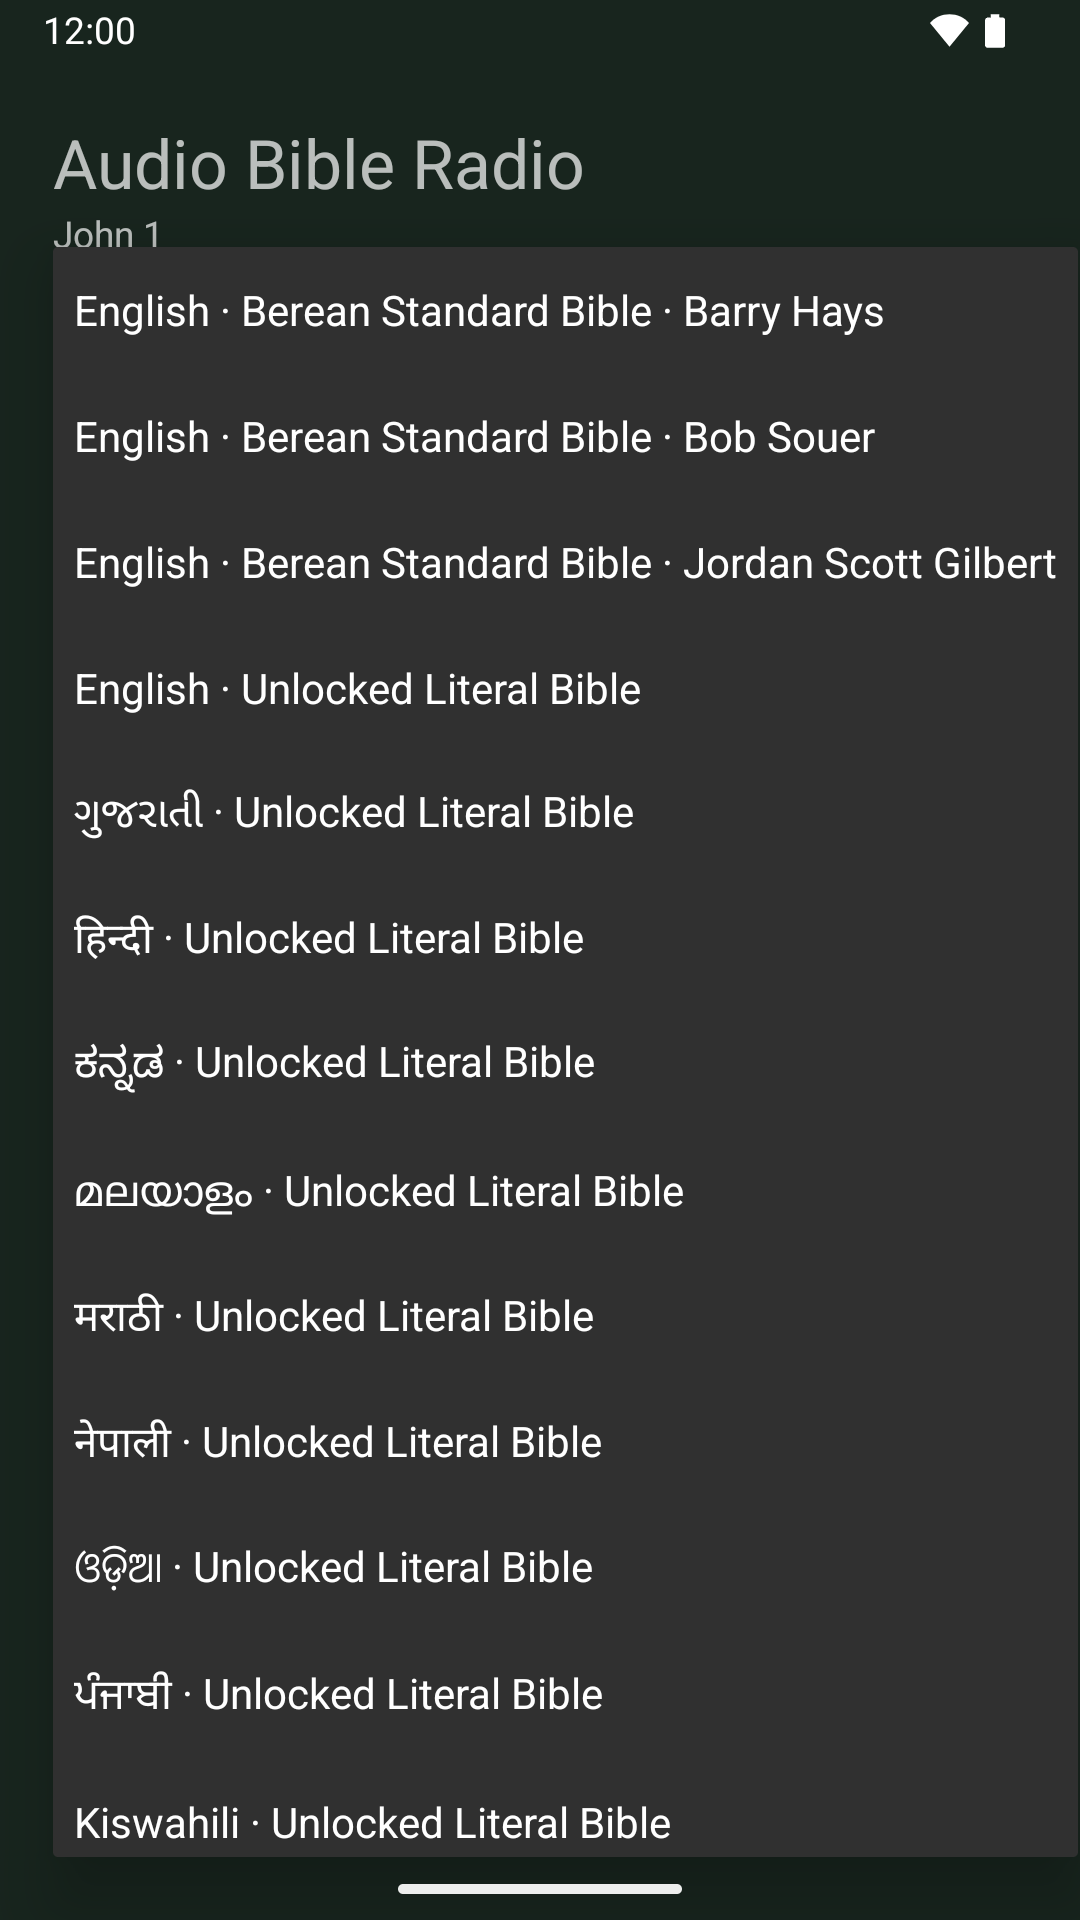 12:00
Audio Bible Radio
John 1
English · Berean Standard Bible · Barry Hays
English · Berean Standard Bible · Bob Souer
English · Berean Standard Bible · Jordan Scott Gilbert
English · Unlocked Literal Bible
ગુજરાતી · Unlocked Literal Bible
हिन्दी · Unlocked Literal Bible
ಕನ್ನಡ · Unlocked Literal Bible
മലയാളം · Unlocked Literal Bible
मराठी · Unlocked Literal Bible
नेपाली · Unlocked Literal Bible
ଓଡ଼ିଆ · Unlocked Literal Bible
ਪੰਜਾਬੀ · Unlocked Literal Bible
Kiswahili · Unlocked Literal Bible